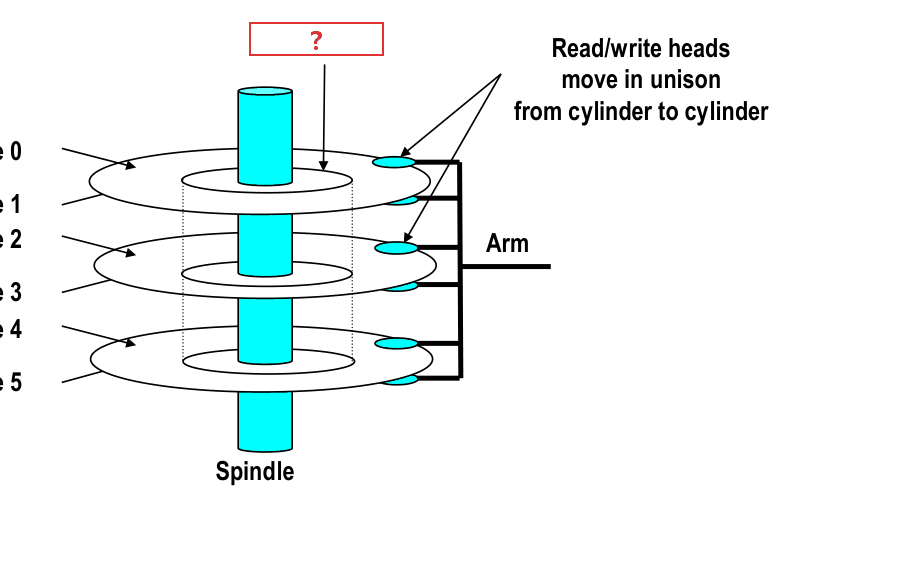 ?
Read/write heads
move in unison
from cylinder to cylinder
e 0
e 1
e 2
Arm
e 3
e 4
e 5
Spindle